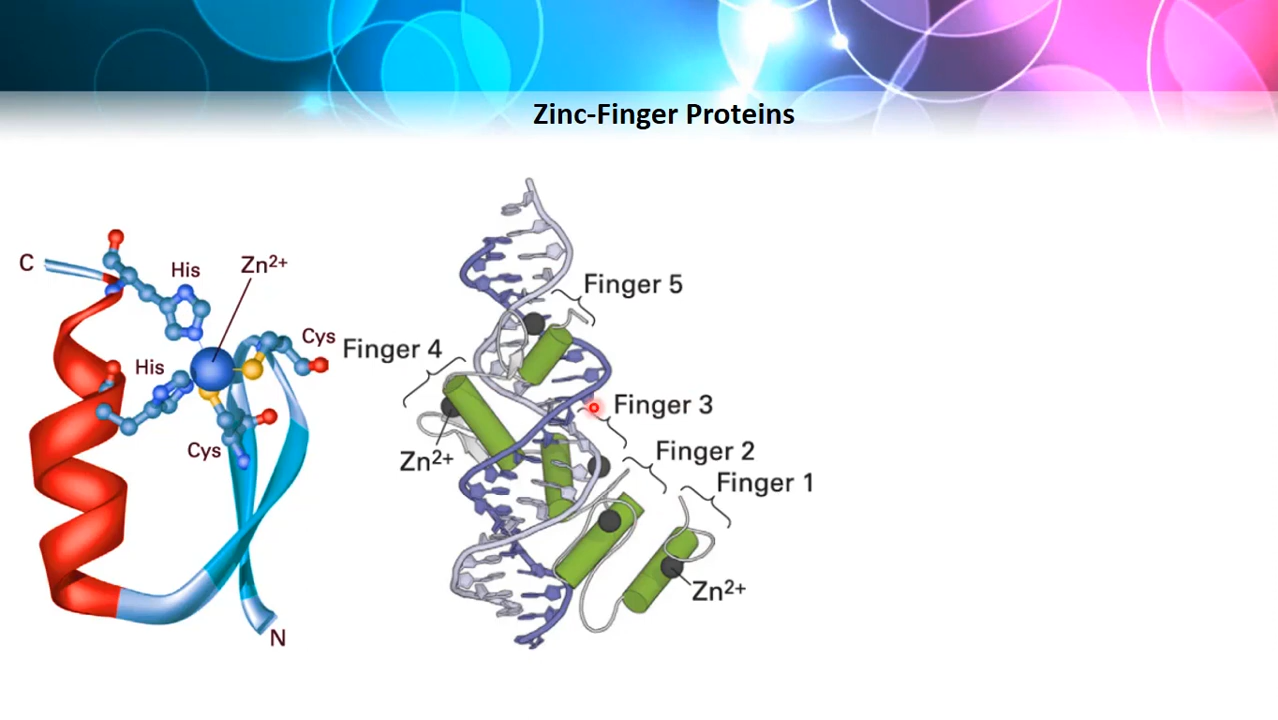 Zinc-Finger Proteins
C
His
Zn2+
Cys
His
Cys
N
Finger 5
Finger 4
Finger 3
Zn2+
Finger 2
Finger 1
Zn2+